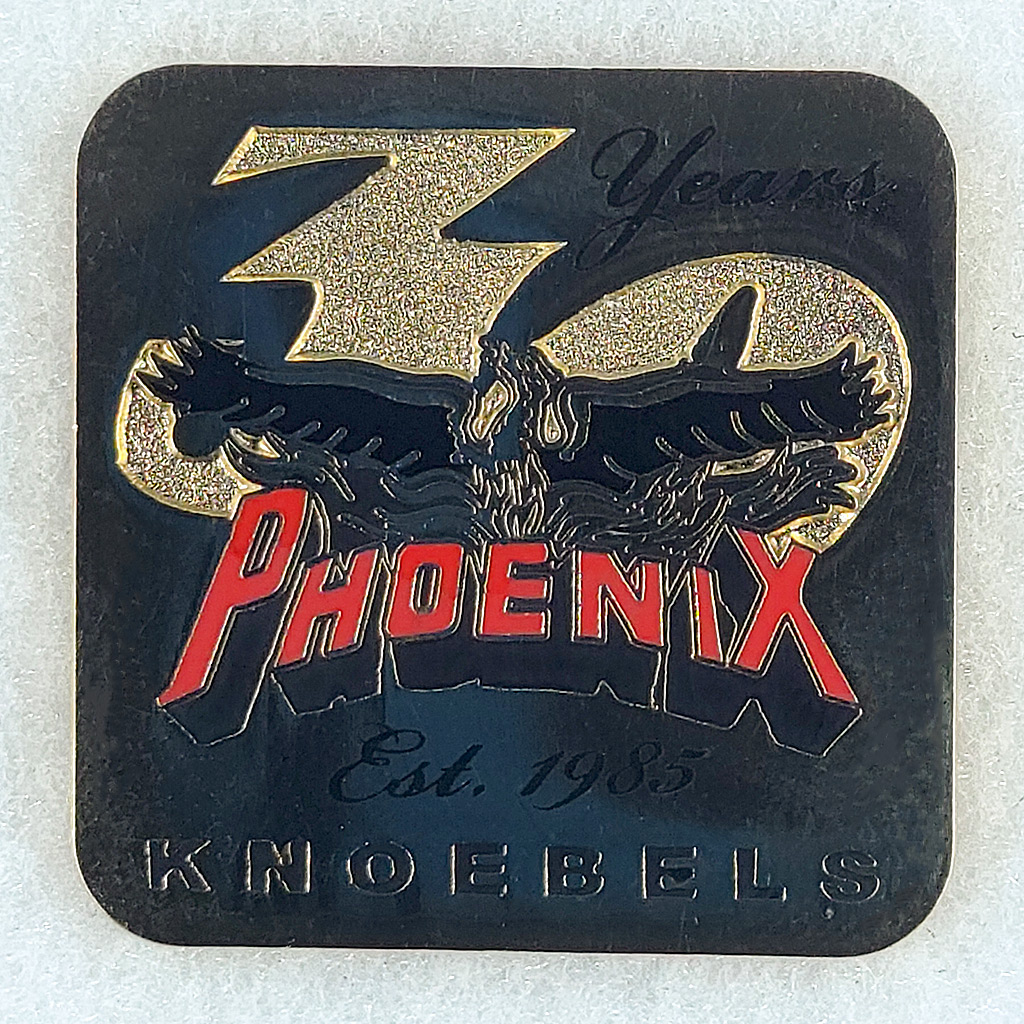 30 Years
PHOENIX
Est. 1985
KNOEBELS